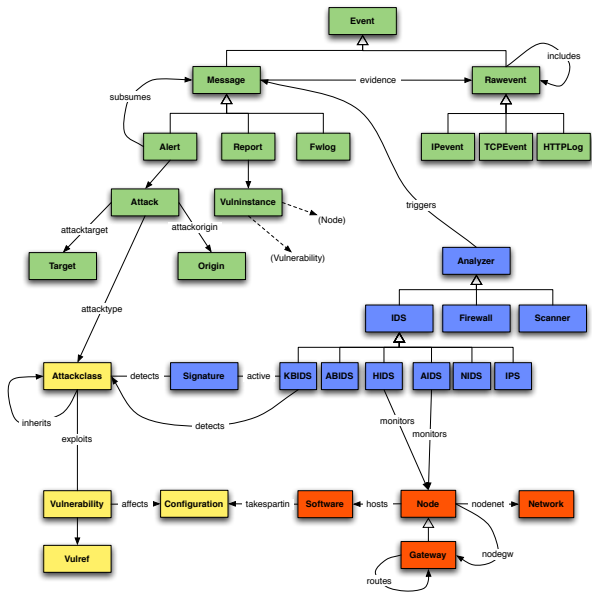 Event
includes
Message
evidence
Rawevent
subsumes
Alert
Report
Fwlog
IPevent
TCPEvent
HTTPLog
Attack
Vulninstance
triggers
(Node)
attacktarget
attackorigin
(Vulnerability)
Target
Origin
Analyzer
attacktype
IDS
Firewall
Scanner
Attackclass
detects
Signature
active
KBIDS
ABIDS
HIDS
AIDS
NIDS
IPS
inherits
detects
monitors
monitors
exploits
Vulnerability
affects
Configuration
takespartin
Software
hosts
Node
nodenet
Network
Vulref
Gateway
nodegw
routes